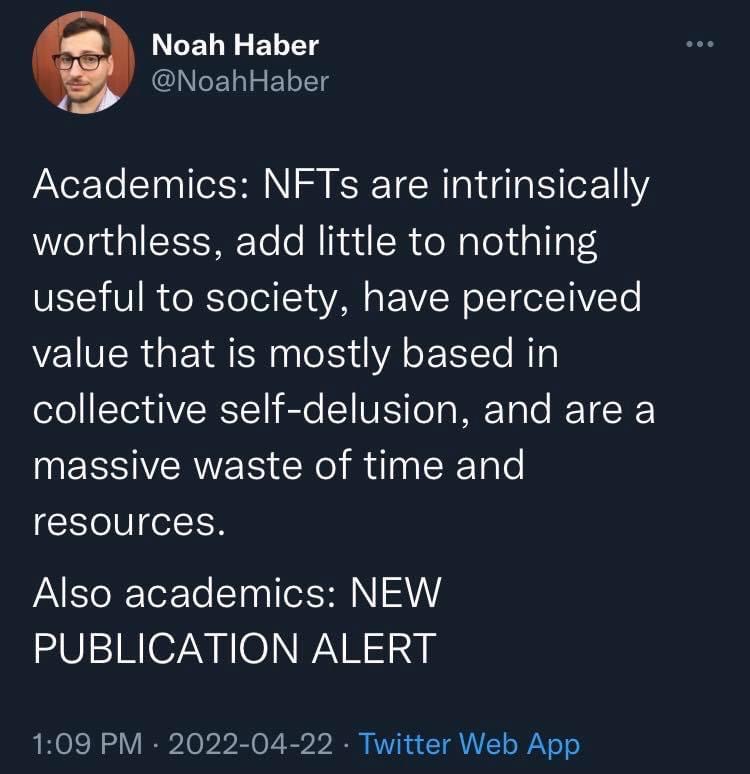 Noah Haber
@NoahHaber
Academics: NFTs are intrinsically
worthless, add little to nothing
useful to society, have perceived
value that is mostly based in
collective self-delusion, and are a
massive waste of time and
resources.
Also academics: NEW
PUBLICATION ALERT
1:09 PM · 2022-04-22 · Twitter Web App